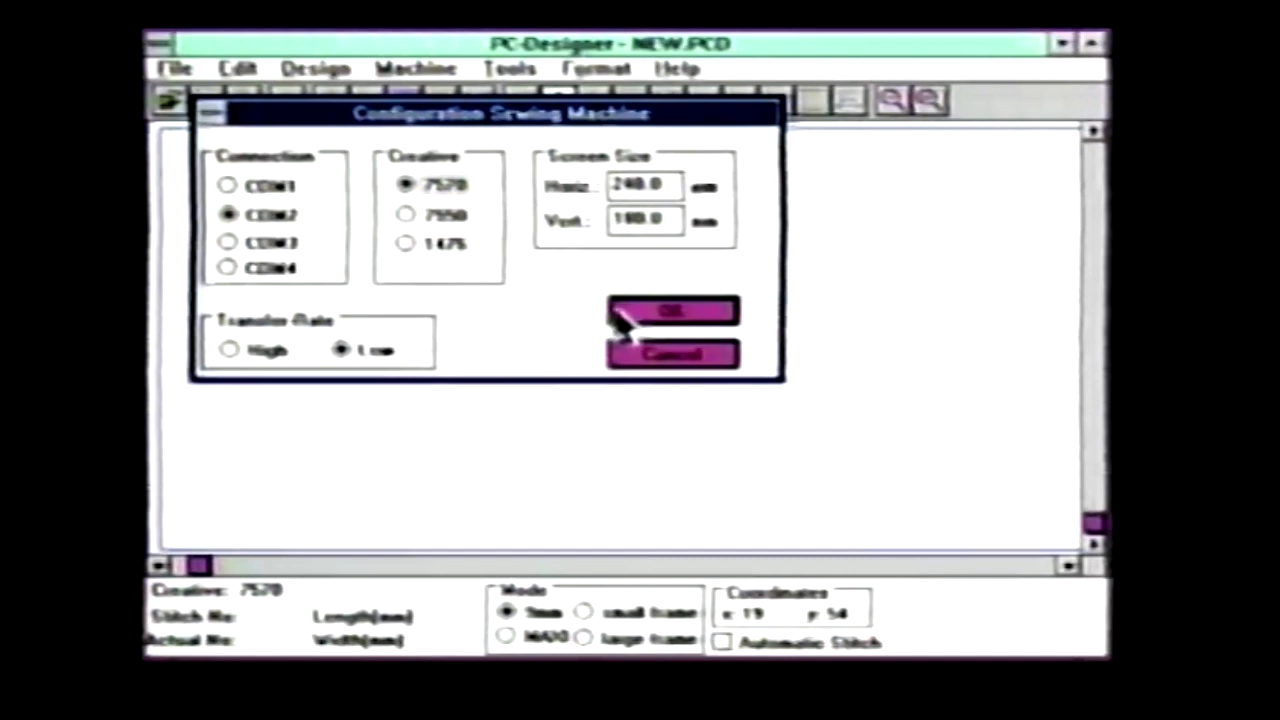 PC-Designer - NEW.PCD
File Edit Design Machine Tools Format Help
Configuration Sewing Machine
Connection
COM1
COM2
COM3
COM4
Creative
7570
7550
1475
Screen Size
Horiz.: 240.0 mm
Vert.: 180.0 mm
Transfer-Rate
High Low
OK
Cancel
Creative: 7570
Stitch No:
Actual No:
Length(mm)
Width(mm)
Mode
9mm small frame
MAXI large frame
Coordinates
x: 19 y: 54
Automatic Stitch